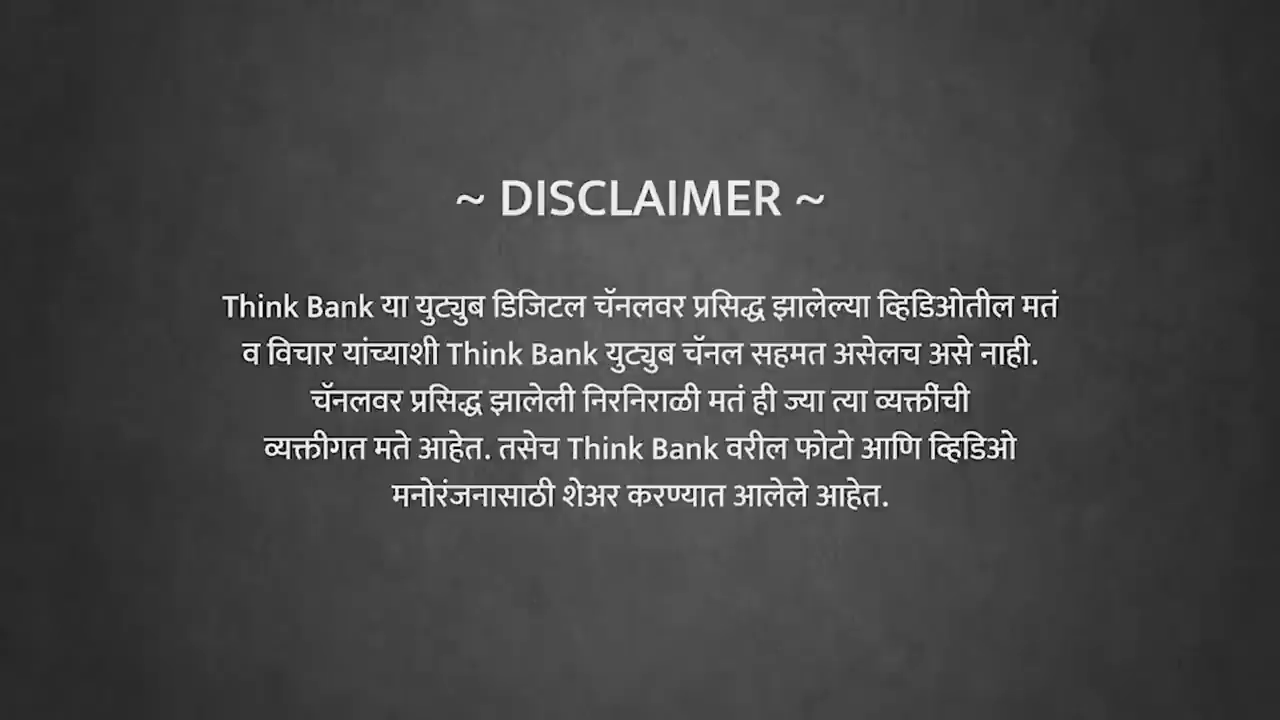 ~ DISCLAIMER ~
Think Bank या युट्युब डिजिटल चॅनलवर प्रसिद्ध झालेल्या व्हिडिओतील मतं
व विचार यांच्याशी Think Bank युट्युब चॅनल सहमत असेलच असे नाही.
चॅनलवर प्रसिद्ध झालेली निरनिराळी मतं ही ज्या त्या व्यक्तींची
व्यक्तीगत मते आहेत. तसेच Think Bank वरील फोटो आणि व्हिडिओ
मनोरंजनासाठी शेअर करण्यात आलेले आहेत.